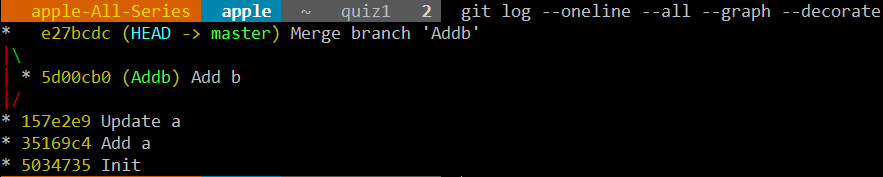 apple-All-Series apple ~ quiz1 2 git log --oneline --all --graph --decorate
*   e27bcdc (HEAD -> master) Merge branch 'Addb'
|\
| * 5d00cb0 (Addb) Add b
|/
* 157e2e9 Update a
* 35169c4 Add a
* 5034735 Init